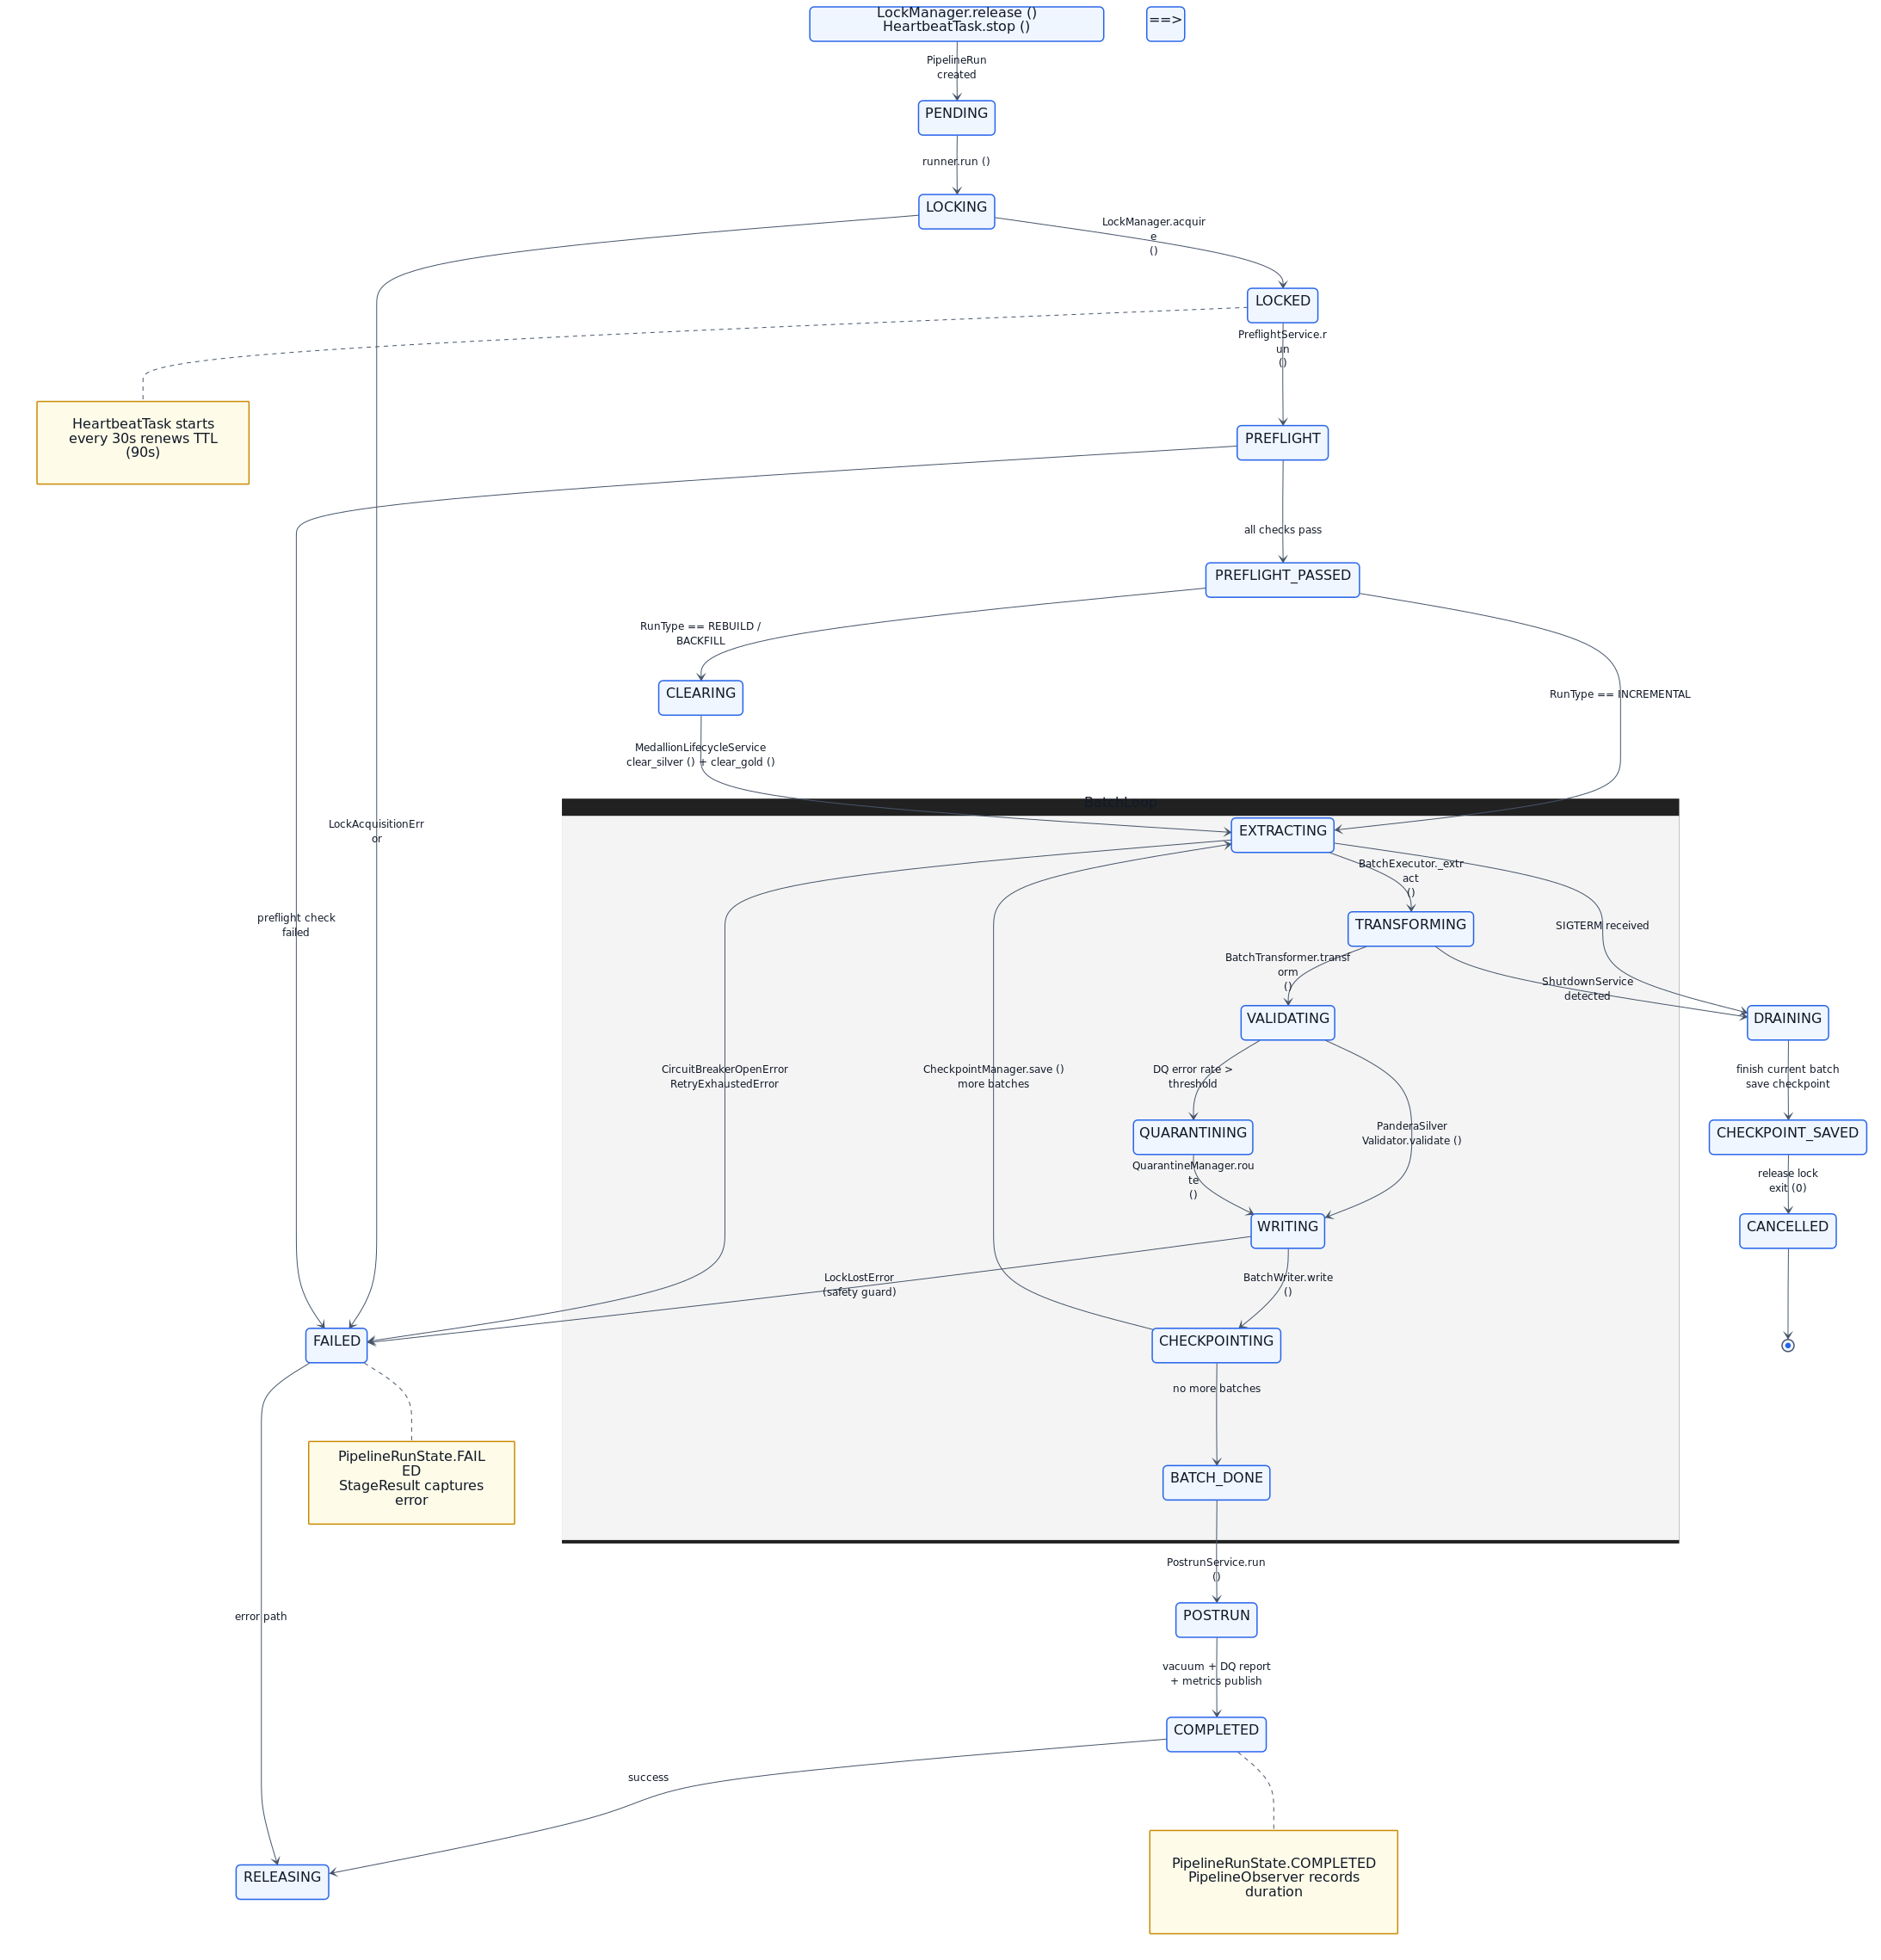 LockManager.release ()
HeartbeatTask.stop ()
==>
PipelineRun
created
PENDING
runner.run ()
LOCKING
LockManager.acquir
e
()
LOCKED
PreflightService.r
un
()
HeartbeatTask starts
every 30s renews TTL
(90s)
PREFLIGHT
all checks pass
PREFLIGHT_PASSED
RunType == REBUILD /
BACKFILL
CLEARING
RunType == INCREMENTAL
MedallionLifecycleService
clear_silver () + clear_gold ()
BatchLoop
LockAcquisitionErr
or
EXTRACTING
BatchExecutor._extr
act
()
preflight check
failed
TRANSFORMING
SIGTERM received
BatchTransformer.transf
orm
()
ShutdownService
detected
VALIDATING
DRAINING
CircuitBreakerOpenError
RetryExhaustedError
CheckpointManager.save ()
more batches
DQ error rate >
threshold
finish current batch
save checkpoint
QUARANTINING
PanderaSilver
Validator.validate ()
CHECKPOINT_SAVED
QuarantineManager.rou
te
()
release lock
exit (0)
WRITING
CANCELLED
LockLostError
(safety guard)
BatchWriter.write
()
FAILED
CHECKPOINTING
no more batches
PipelineRunState.FAIL
ED
StageResult captures
error
BATCH_DONE
PostrunService.run
()
error path
POSTRUN
vacuum + DQ report
+ metrics publish
COMPLETED
success
RELEASING
PipelineRunState.COMPLETED
PipelineObserver records
duration